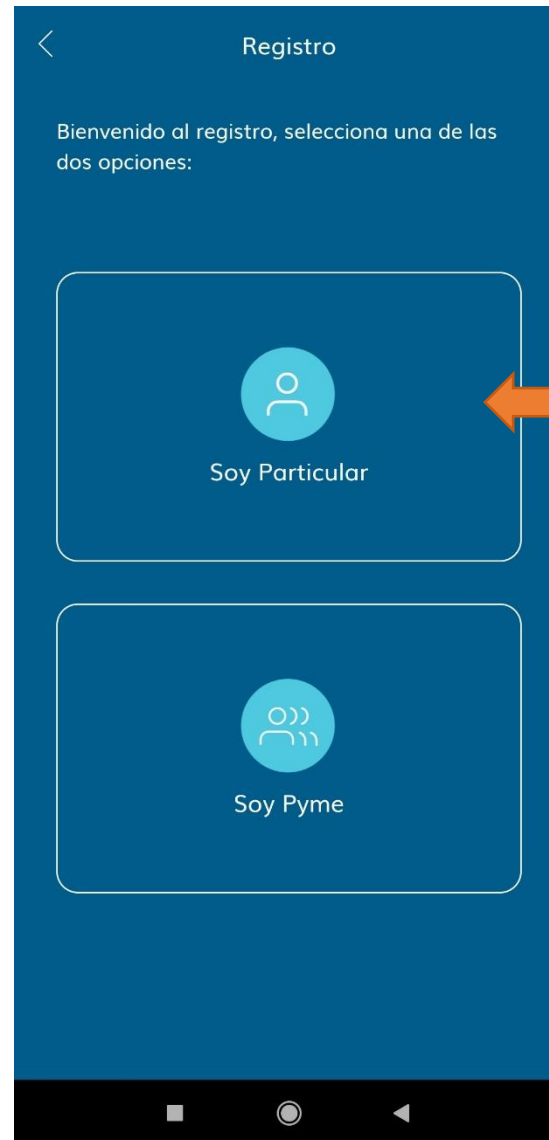 Registro
Bienvenido al registro, selecciona una de las
dos opciones:
Soy Particular
Soy Pyme